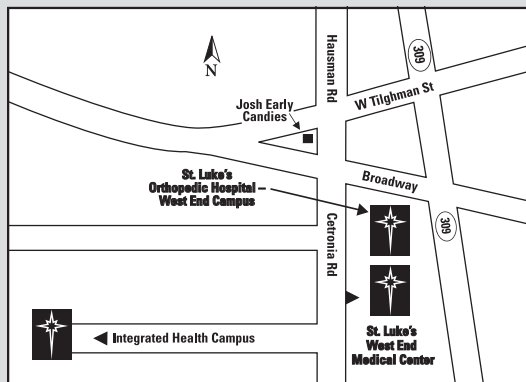 Hausman Rd
309
N
W Tilghman St
Josh Early
Candies
St. Luke's
Orthopedic Hospital –
West End Campus
Broadway
Cetronia Rd
309
Integrated Health Campus
St. Luke's
West End
Medical Center